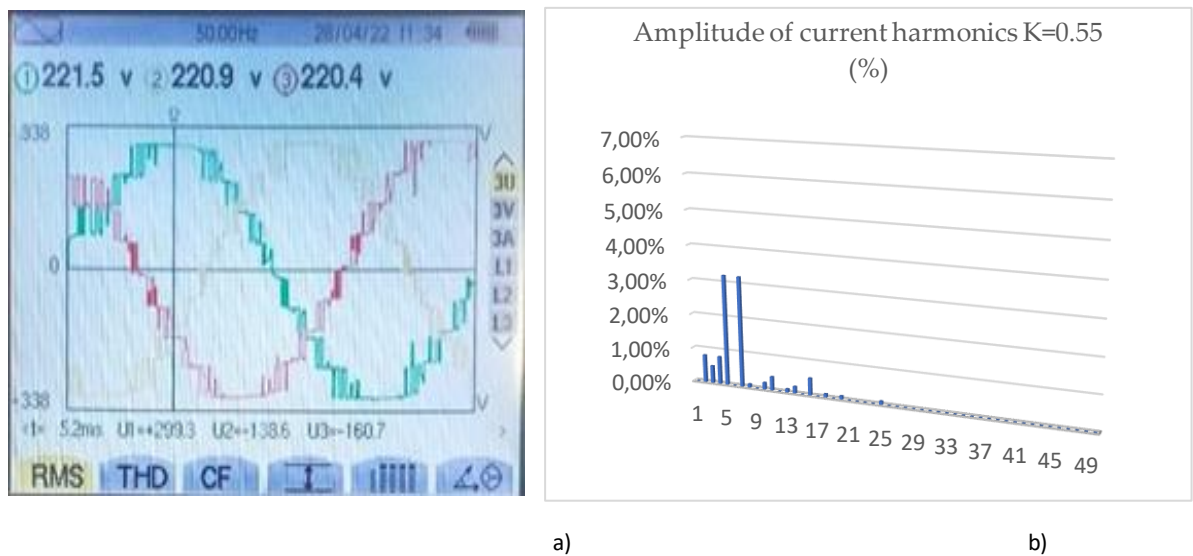 50.00Hz 28/04/22 11:34
1 221.5 V 2 220.9 V 3 220.4 V
338
V
0
-338
V
3U
3V
3A
L1
L2
L3
<1> 5.2ms U1=+299.3 U2=-138.6 U3=-160.7
RMS THD CF
Amplitude of current harmonics K=0.55
(%)
7,00%
6,00%
5,00%
4,00%
3,00%
2,00%
1,00%
0,00%
1 5 9 13 17 21 25 29 33 37 41 45 49
a) b)